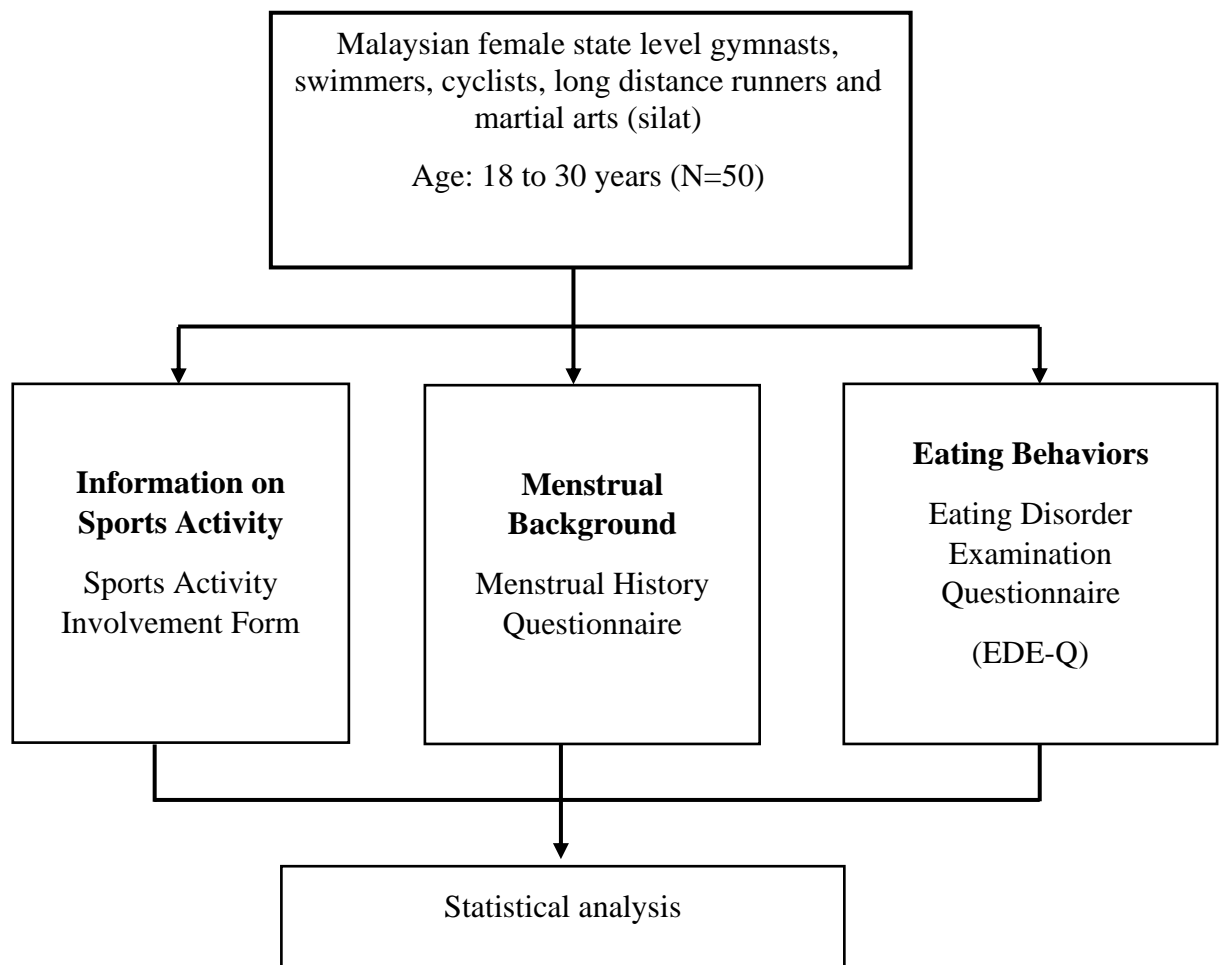 Malaysian female state level gymnasts,
swimmers, cyclists, long distance runners and
martial arts (silat)
Age: 18 to 30 years (N=50)
Information on
Sports Activity
Sports Activity
Involvement Form
Menstrual
Background
Menstrual History
Questionnaire
Eating Behaviors
Eating Disorder
Examination
Questionnaire
(EDE-Q)
Statistical analysis